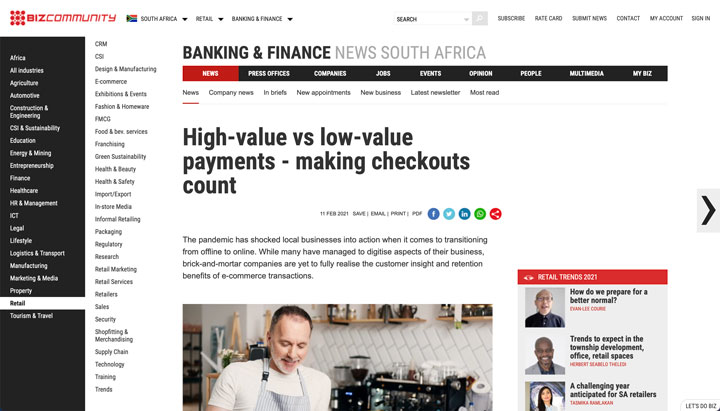 BIZCOMMUNITY
SOUTH AFRICA
RETAIL
BANKING & FINANCE
SEARCH
SUBSCRIBE
RATE CARD
SUBMIT NEWS
CONTACT
MY ACCOUNT
SIGN IN
Africa
All industries
Agriculture
Automotive
Construction &
Engineering
CSI & Sustainability
Education
Energy & Mining
Entrepreneurship
Finance
Healthcare
HR & Management
ICT
Legal
Lifestyle
Logistics & Transport
Manufacturing
Marketing & Media
Property
Retail
Tourism & Travel
CRM
CSI
Design & Manufacturing
E-commerce
Exhibitions & Events
Fashion & Homeware
FMCG
Food & bev. services
Franchising
Green Sustainability
Health & Beauty
Health & Safety
Import/Export
In-store Media
Informal Retailing
Packaging
Regulatory
Research
Retail Marketing
Retail Services
Retailers
Sales
Security
Shopfitting &
Merchandising
Supply Chain
Technology
Training
Trends
BANKING & FINANCE NEWS SOUTH AFRICA
NEWS
PRESS OFFICES
COMPANIES
JOBS
EVENTS
OPINION
PEOPLE
MULTIMEDIA
MY BIZ
News
Company news
In briefs
New appointments
New business
Latest newsletter
Most read
High-value vs low-value
payments - making checkouts
count
11 FEB 2021 SAVE | EMAIL | PRINT | PDF
The pandemic has shocked local businesses into action when it comes to transitioning
from offline to online. While many have managed to digitise aspects of their business,
brick-and-mortar companies are yet to fully realise the customer insight and retention
benefits of e-commerce transactions.
RETAIL TRENDS 2021
How do we prepare for a
better normal?
EVAN-LEE COURIE
Trends to expect in the
township development,
office, retail spaces
HERBERT SEABELO THELEDI
A challenging year
anticipated for SA retailers
TASMIKA RAMLAKAN
LET'S DO BIZ